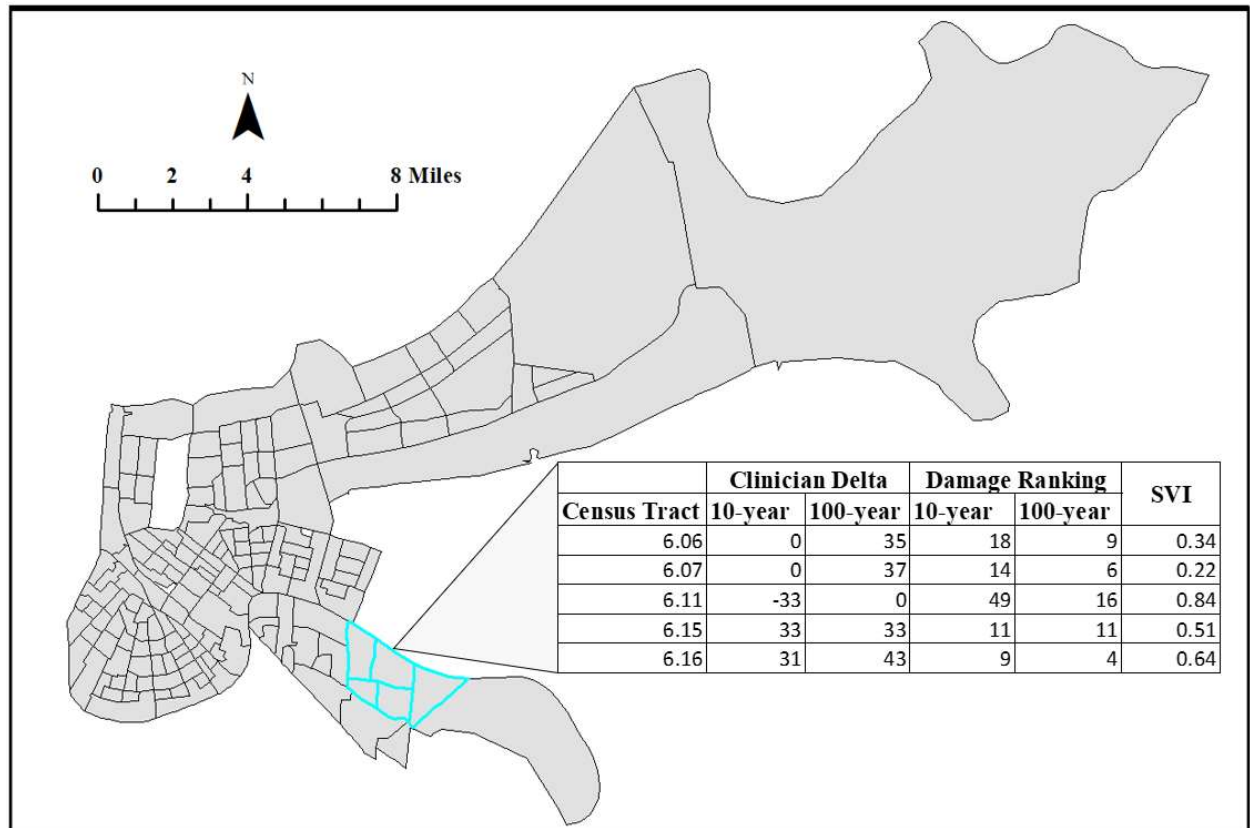 N
0 2 4 8 Miles
Clinician Delta Damage Ranking SVI
Census Tract 10-year 100-year 10-year 100-year
6.06 0 35 18 9 0.34
6.07 0 37 14 6 0.22
6.11 -33 0 49 16 0.84
6.15 33 33 11 11 0.51
6.16 31 43 9 4 0.64